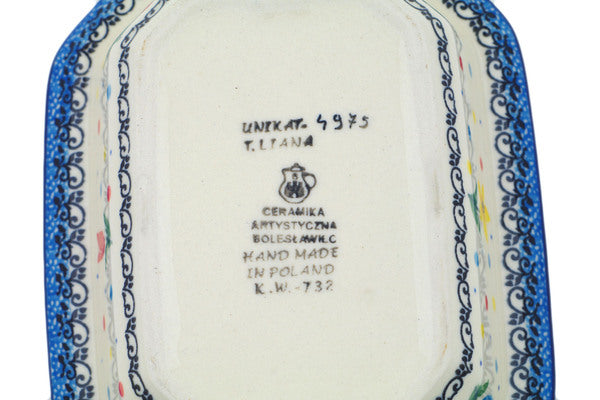 UNIKAT. 4975
T. LIANA
CERAMIKA
ARTYSTYCZNA
BOLESŁAWIEC
HAND MADE
IN POLAND
K.W.-732